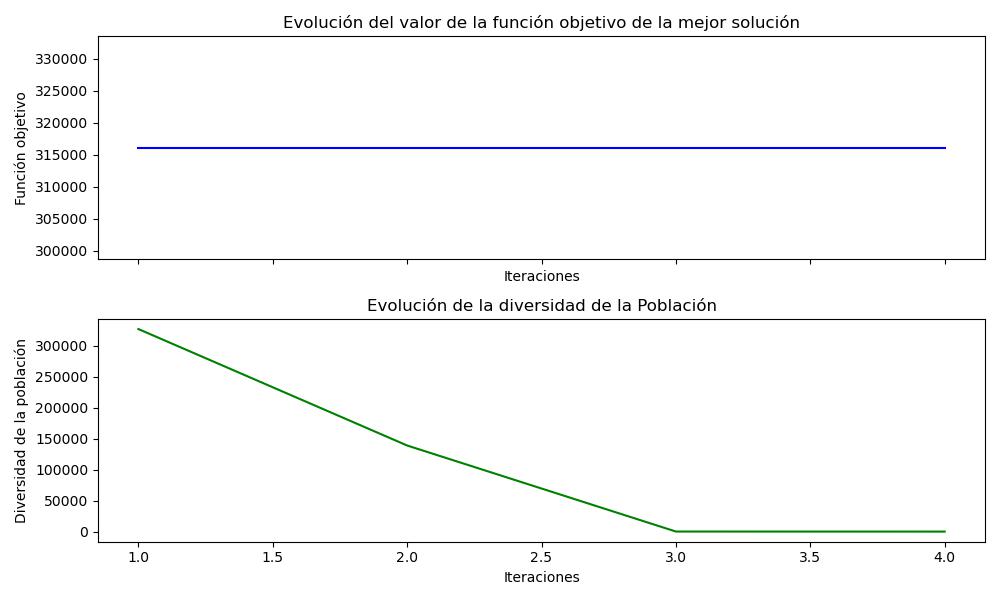 Evolución del valor de la función objetivo de la mejor solución
Función objetivo
330000
325000
320000
315000
310000
305000
300000
Iteraciones
Evolución de la diversidad de la Población
Diversidad de la población
300000
250000
200000
150000
100000
50000
0
1.0 1.5 2.0 2.5 3.0 3.5 4.0
Iteraciones